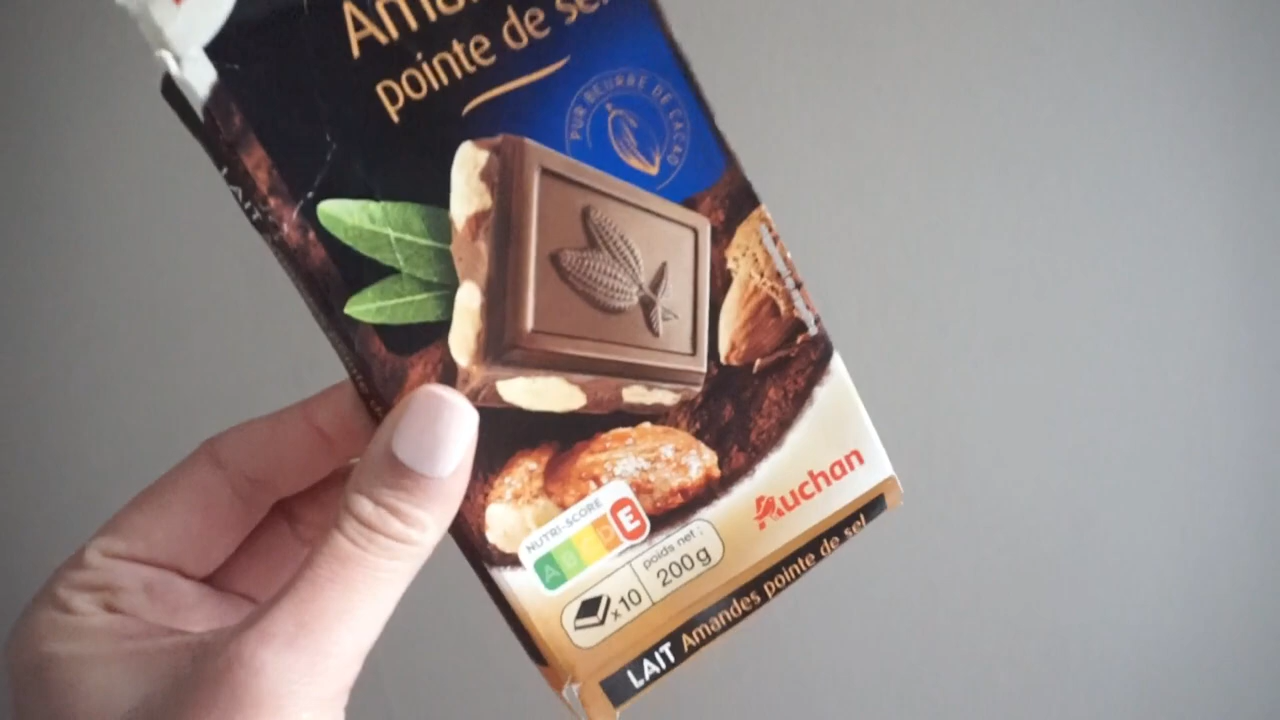 pointe de sel
PUR BEURRE DE CACAO
LAIT
Auchan
NUTRI-SCORE
A B C D E
x10
poids net :
200g
LAIT Amandes pointe de sel